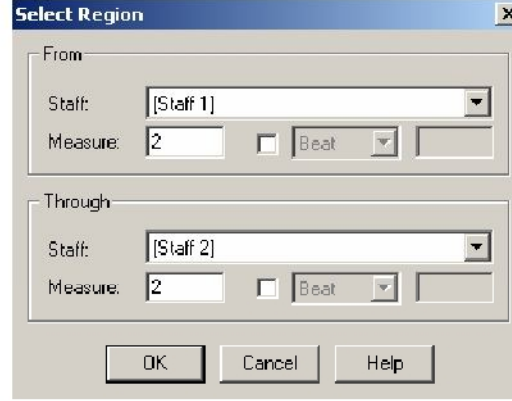 Select Region
From
Staff: [Staff 1]
Measure: 2 Beat
Through
Staff: [Staff 2]
Measure: 2 Beat
OK Cancel Help